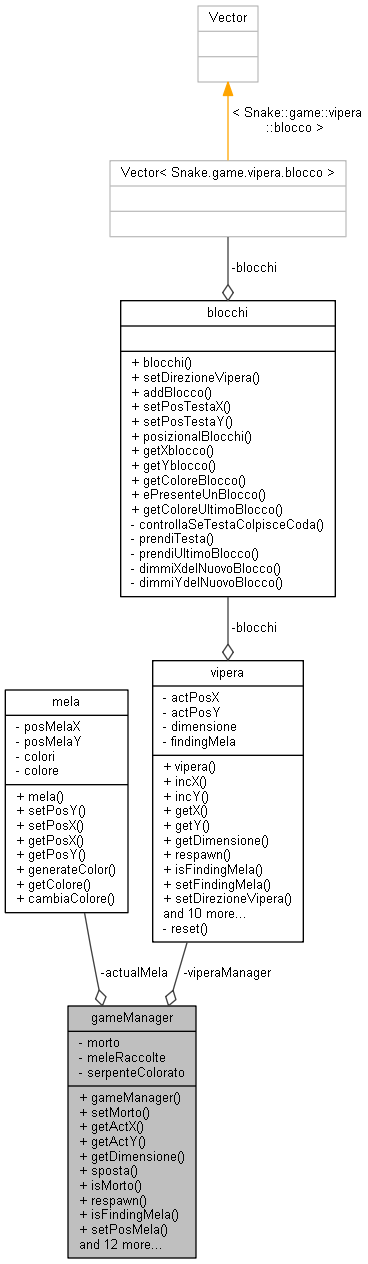 Vector
< Snake::game::vipera
::blocco >
Vector< Snake.game.vipera.blocco >
-blocchi
blocchi
+ blocchi()
+ setDirezioneVipera()
+ addBlocco()
+ setPosTestaX()
+ setPosTestaY()
+ posizionalBlocchi()
+ getXblocco()
+ getYblocco()
+ getColoreBlocco()
+ ePresenteUnBlocco()
+ getColoreUltimoBlocco()
- controllaSeTestaColpisceCoda()
- prendiTesta()
- prendiUltimoBlocco()
- dimmiXdelNuovoBlocco()
- dimmiYdelNuovoBlocco()
-blocchi
vipera
- actPosX
- actPosY
- dimensione
- findingMela
+ vipera()
+ incX()
+ incY()
+ getX()
+ getY()
+ getDimensione()
+ respawn()
+ isFindingMela()
+ setFindingMela()
+ setDirezioneVipera()
and 10 more...
- reset()
mela
- posMelaX
- posMelaY
- colori
- colore
+ mela()
+ setPosY()
+ setPosX()
+ getPosX()
+ getPosY()
+ generateColor()
+ getColore()
+ cambiaColore()
-actualMela
-viperaManager
gameManager
- morto
- meleRaccolte
- serpenteColorato
+ gameManager()
+ setMorto()
+ getActX()
+ getActY()
+ getDimensione()
+ sposta()
+ isMorto()
+ respawn()
+ isFindingMela()
+ setPosMela()
and 12 more...